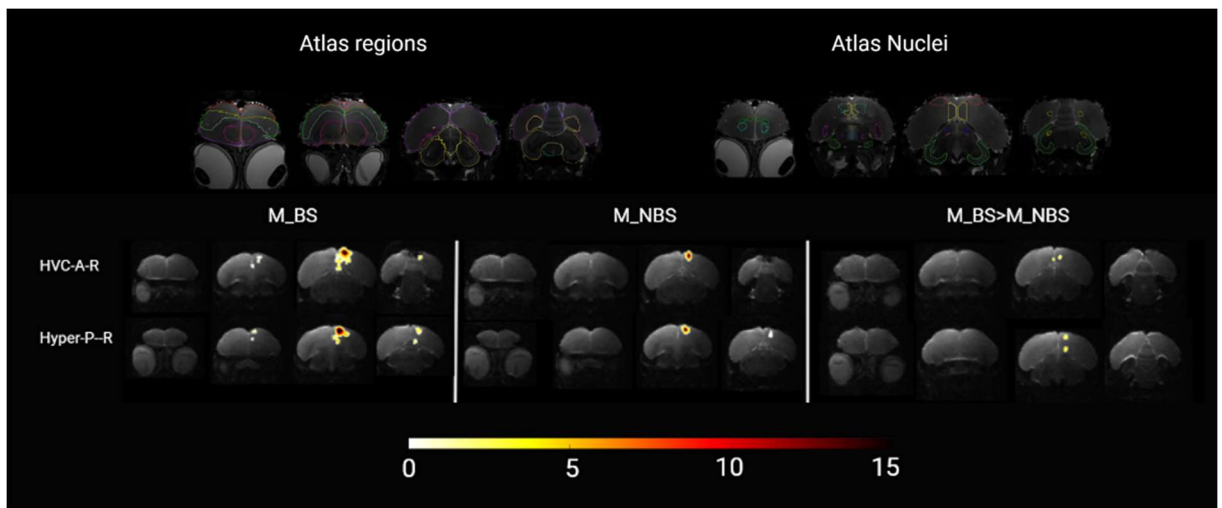 Atlas regions
Atlas Nuclei
M_BS
M_NBS
M_BS>M_NBS
HVC-A-R
Hyper-P--R
0
5
10
15